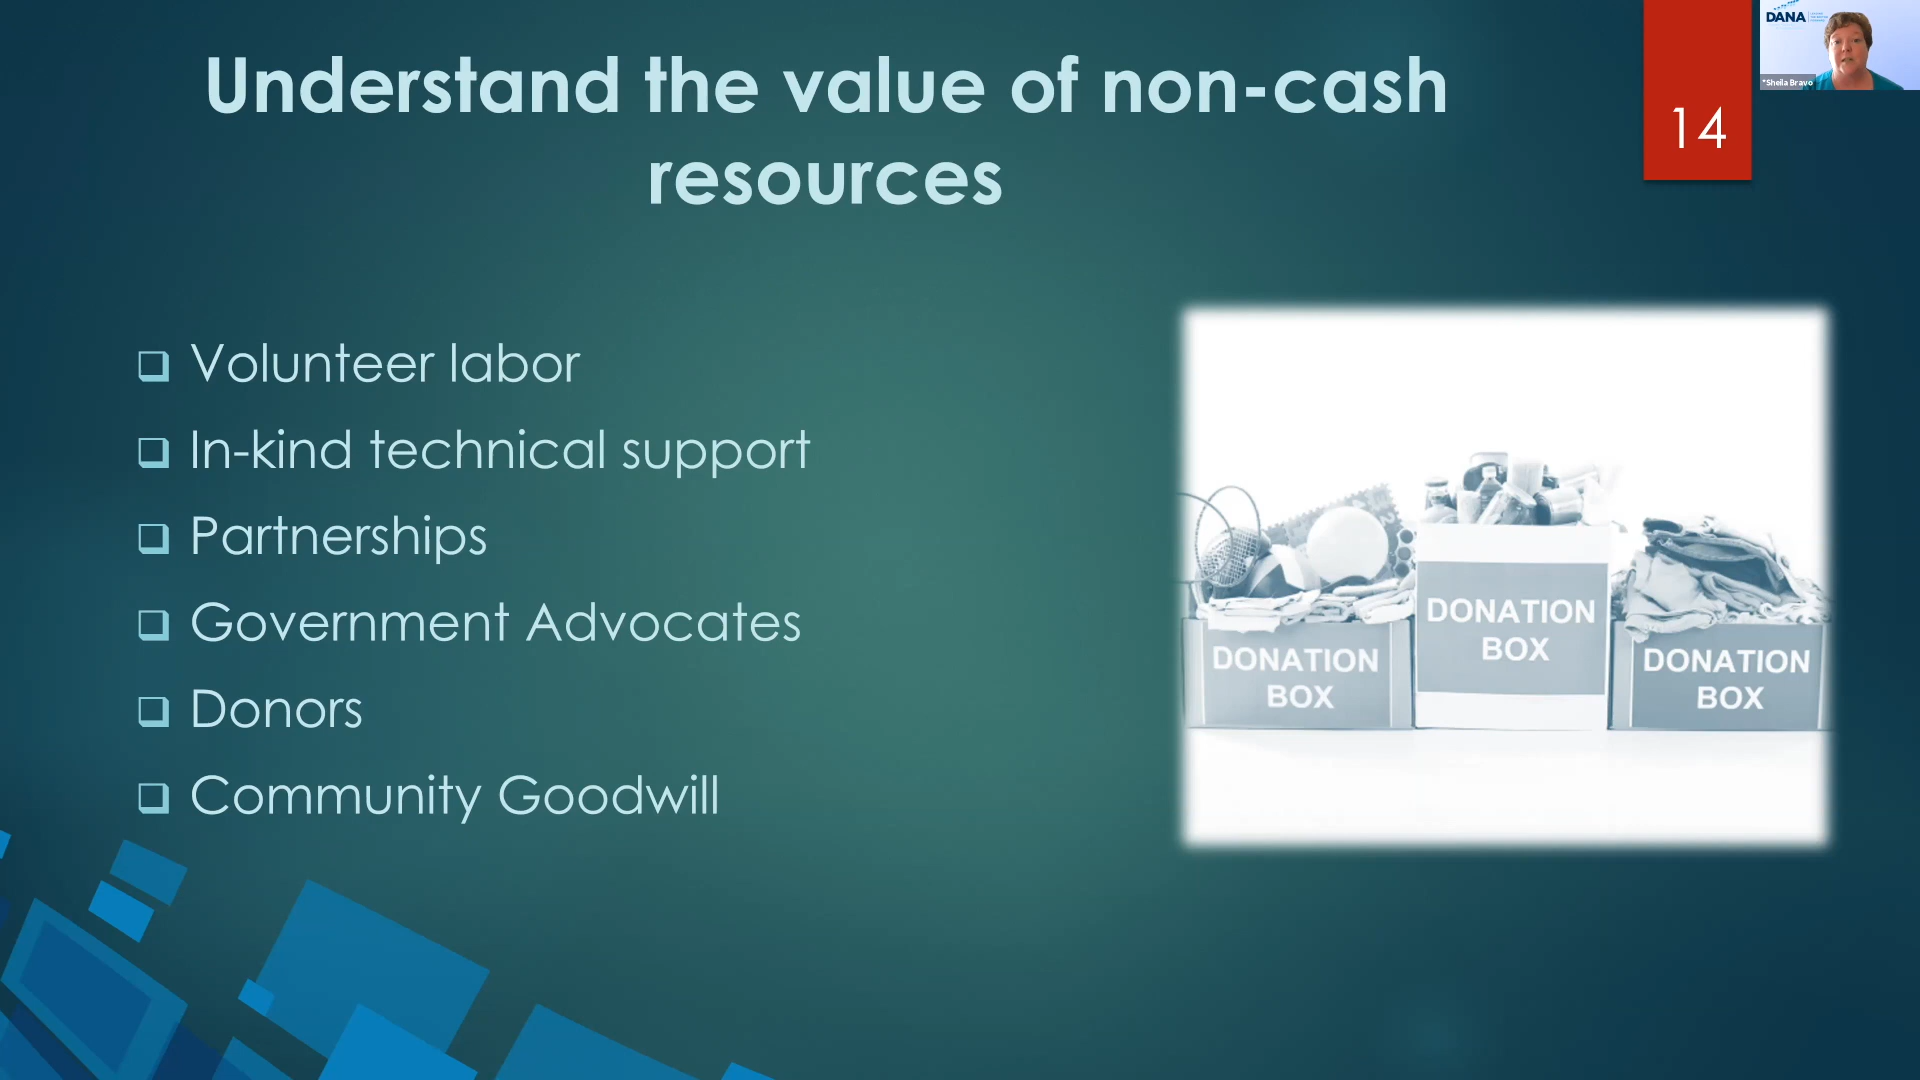 Understand the value of non-cash
resources
14
DANA
*Sheila Bravo
❑ Volunteer labor
❑ In-kind technical support
❑ Partnerships
❑ Government Advocates
❑ Donors
❑ Community Goodwill
DONATION
BOX
DONATION
BOX
DONATION
BOX